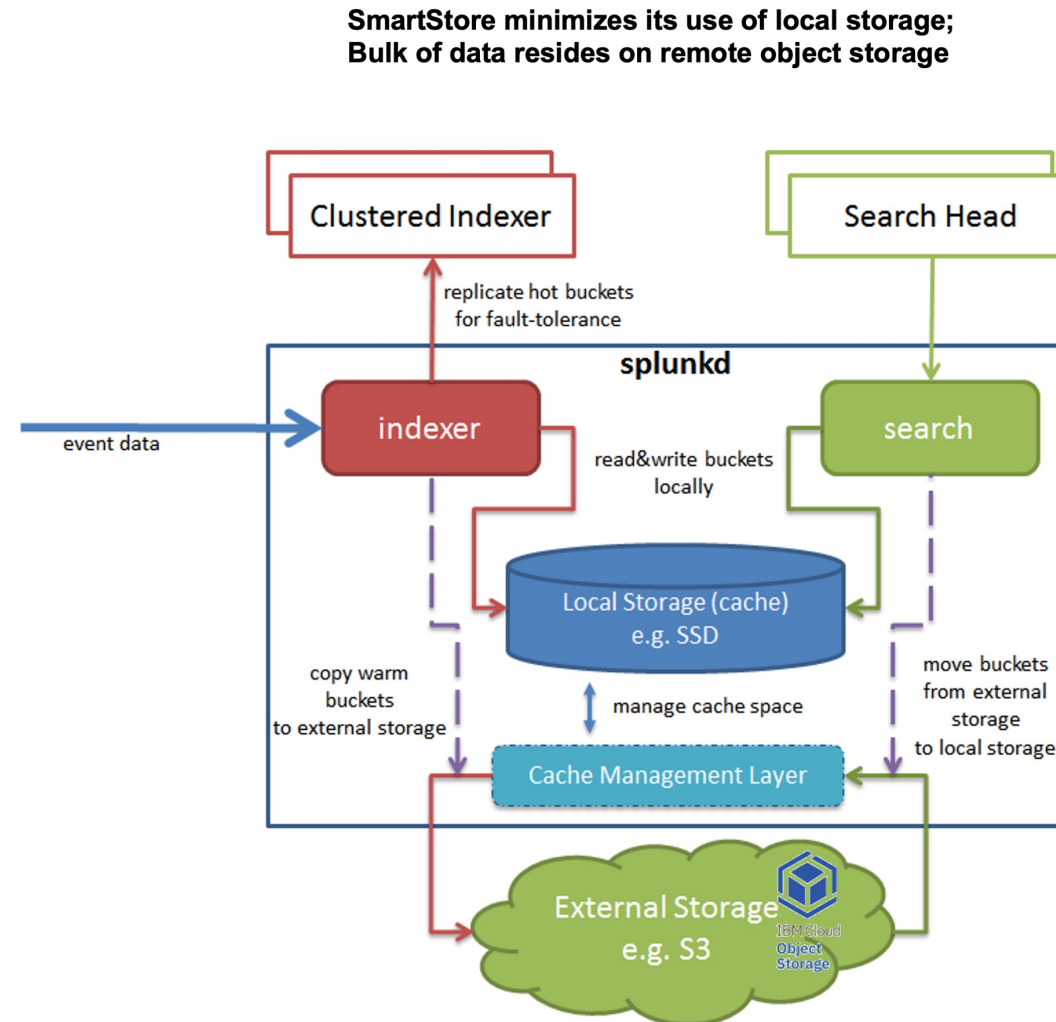 SmartStore minimizes its use of local storage;
Bulk of data resides on remote object storage
Clustered Indexer
Search Head
replicate hot buckets
for fault-tolerance
splunkd
indexer
search
event data
read&write buckets
locally
Local Storage (cache)
e.g. SSD
copy warm
buckets
to external storage
manage cache space
move buckets
from external
storage
to local storage
Cache Management Layer
External Storage
e.g. S3
IBM Cloud
Object
Storage